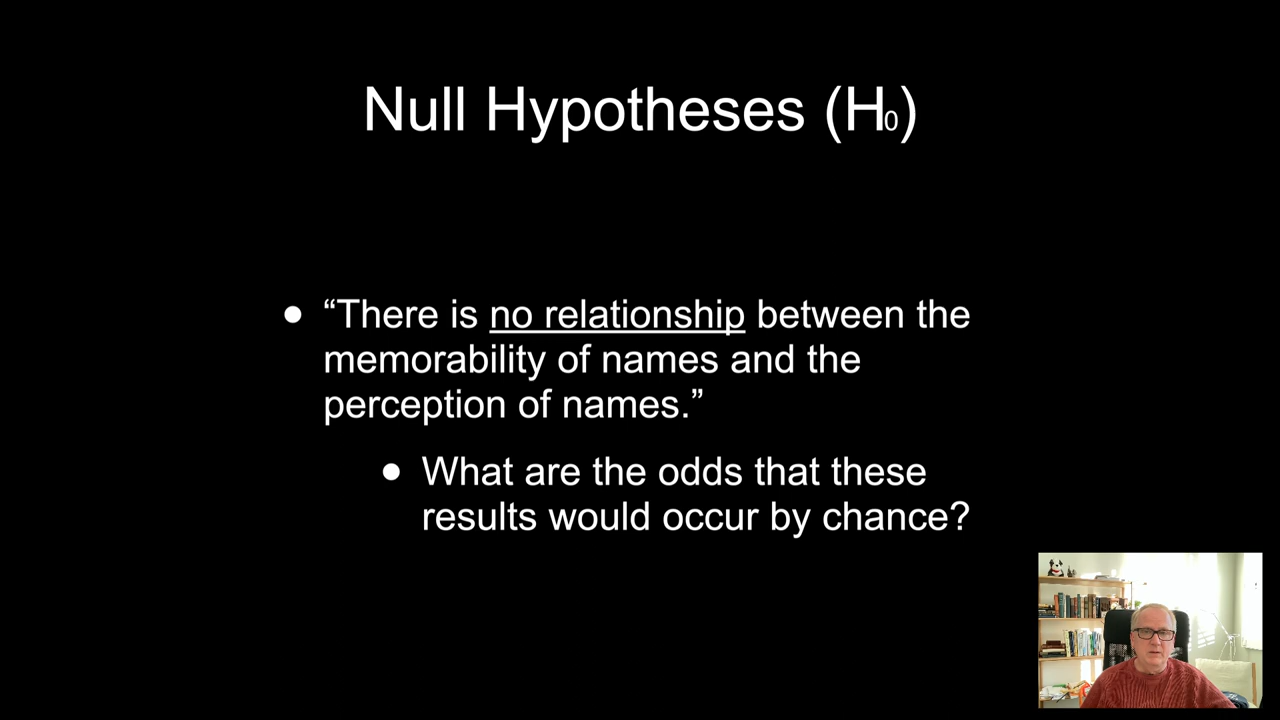 Null Hypotheses (H₀)
• “There is no relationship between the
memorability of names and the
perception of names.”
• What are the odds that these
results would occur by chance?